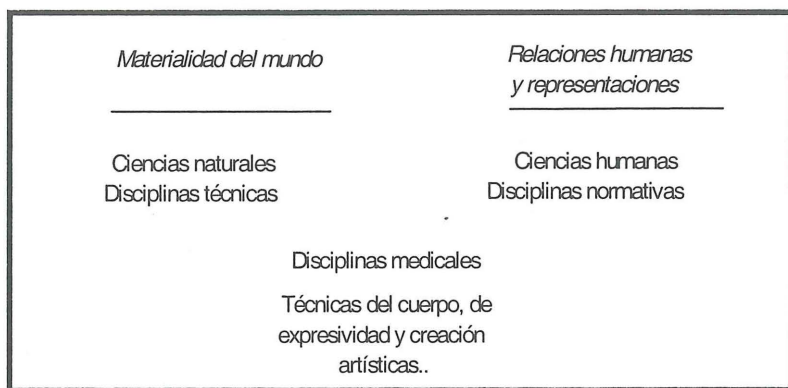 Materialidad del mundo
Relaciones humanas
y representaciones
Ciencias naturales
Disciplinas técnicas
Ciencias humanas
Disciplinas normativas
Disciplinas medicales
Técnicas del cuerpo, de
expresividad y creación
artísticas..